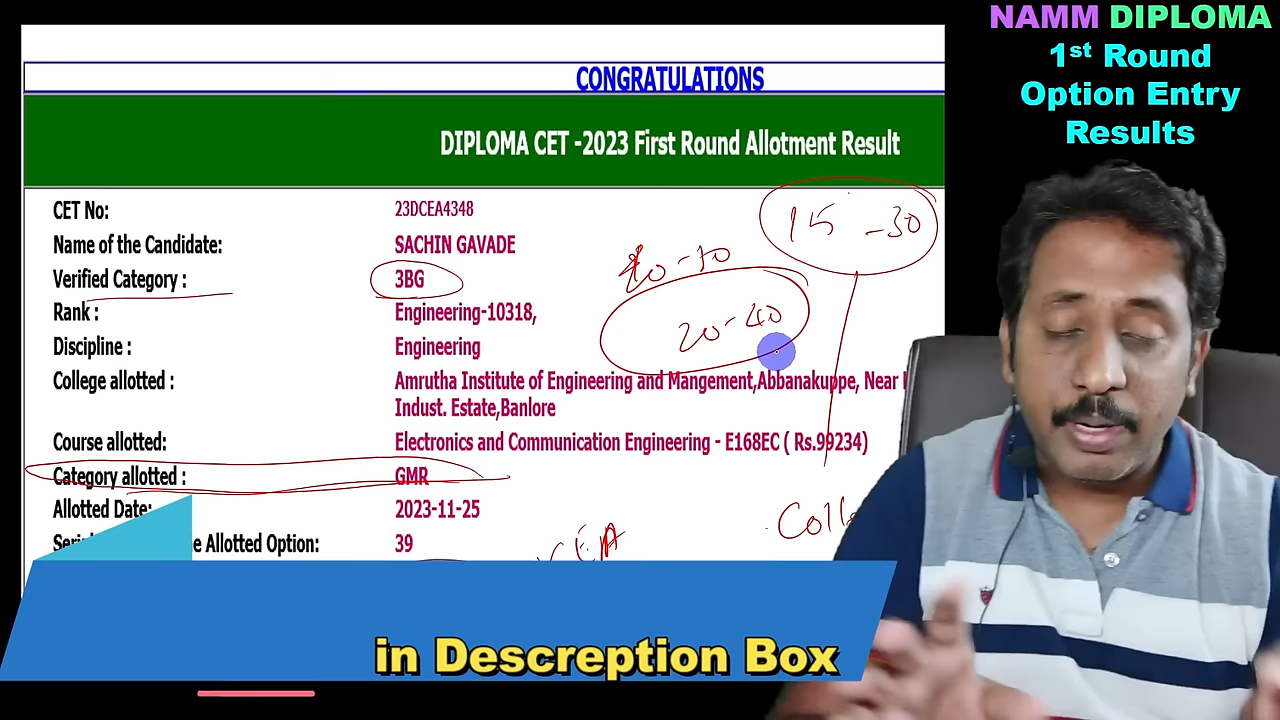 NAMM DIPLOMA
1st Round
Option Entry
Results
CONGRATULATIONS
DIPLOMA CET -2023 First Round Allotment Result
CET No: 23DCEA4348
Name of the Candidate: SACHIN GAVADE
Verified Category : 3BG
Rank : Engineering-10318,
Discipline : Engineering
College allotted : Amrutha Institute of Engineering and Mangement,Abbanakuppe, Near
Indust. Estate,Banlore
Course allotted: Electronics and Communication Engineering - E168EC ( Rs.99234)
Category allotted : GMR
Allotted Date: 2023-11-25
e Allotted Option: 39
15 -30
20-40
in Descreption Box